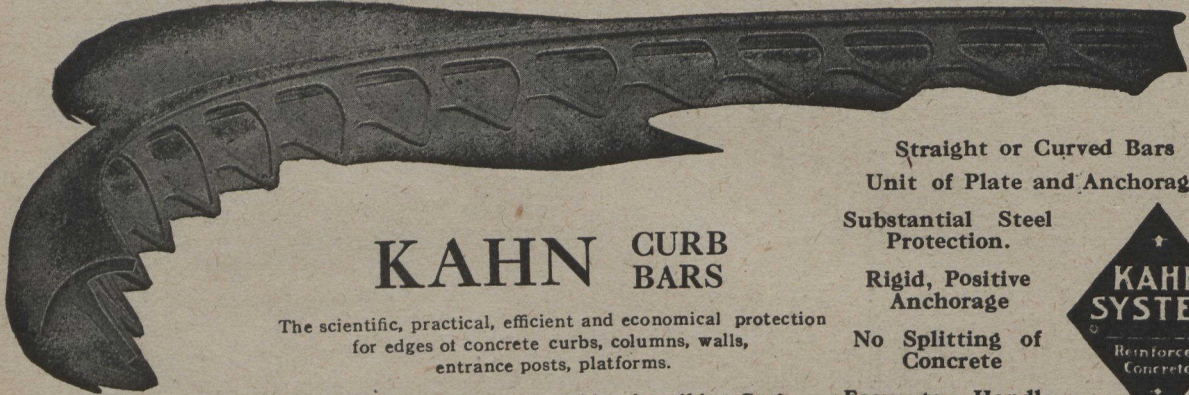 Straight or Curved Bars
Unit of Plate and Anchorag
Substantial Steel
Protection.
Rigid, Positive
Anchorage
No Splitting of
Concrete
KAHN CURB
BARS
The scientific, practical, efficient and economical protection
for edges of concrete curbs, columns, walls,
entrance posts, platforms.
KAH
SYSTE
Reinforce
Concrete